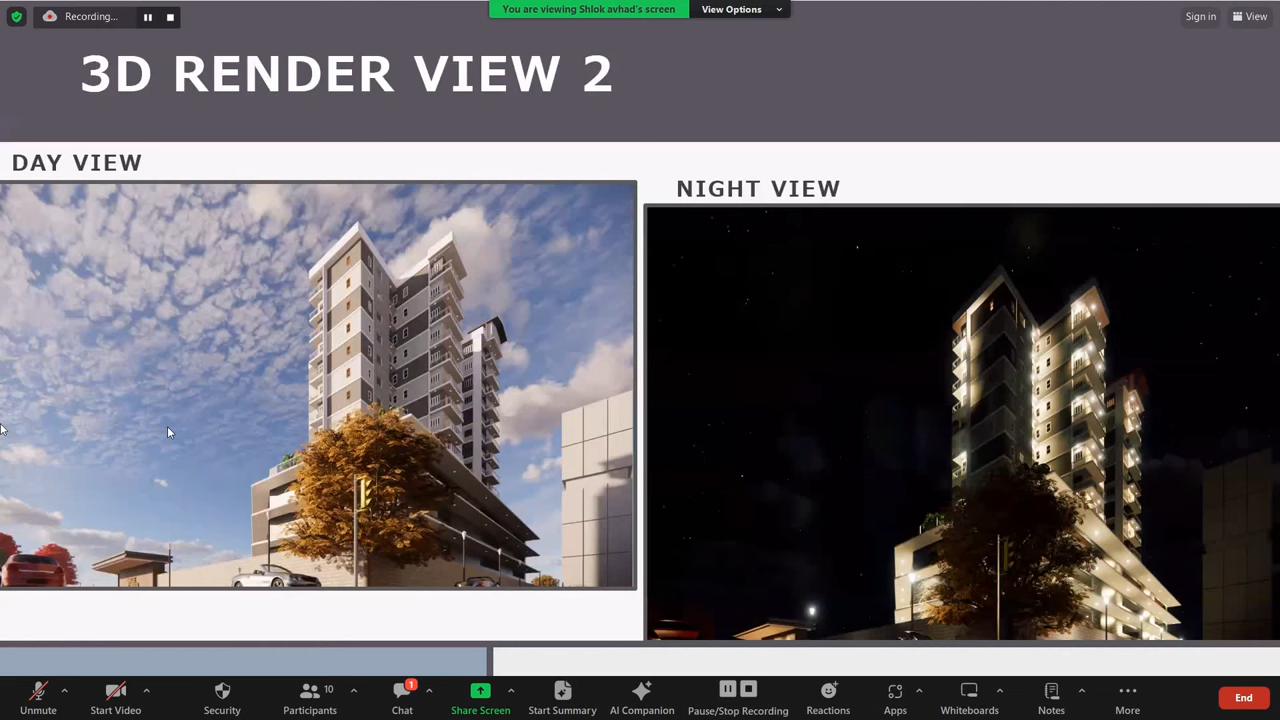 Recording...
You are viewing Shlok avhad's screen
View Options
Sign in
View
3D RENDER VIEW 2
DAY VIEW
NIGHT VIEW
Unmute
Start Video
Security
10
Participants
1
Chat
Share Screen
Start Summary
AI Companion
Pause/Stop Recording
Reactions
Apps
Whiteboards
Notes
More
End